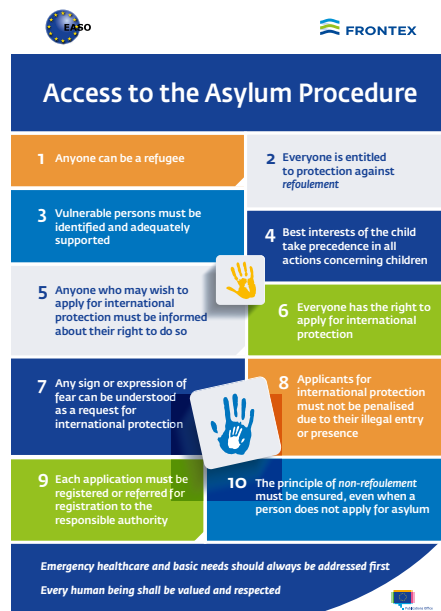 EASO
FRONTEX
Access to the Asylum Procedure
1 Anyone can be a refugee
2 Everyone is entitled
to protection against
refoulement
3 Vulnerable persons must be
identified and adequately
supported
4 Best interests of the child
take precedence in all
actions concerning children
5 Anyone who may wish to
apply for international
protection must be informed
about their right to do so
6 Everyone has the right to
apply for international
protection
7 Any sign or expression of
fear can be understood
as a request for
international protection
8 Applicants for
international protection
must not be penalised
due to their illegal entry
or presence
9 Each application must be
registered or referred for
registration to the
responsible authority
10 The principle of non-refoulement
must be ensured, even when a
person does not apply for asylum
Emergency healthcare and basic needs should always be addressed first
Every human being shall be valued and respected
Publications Office